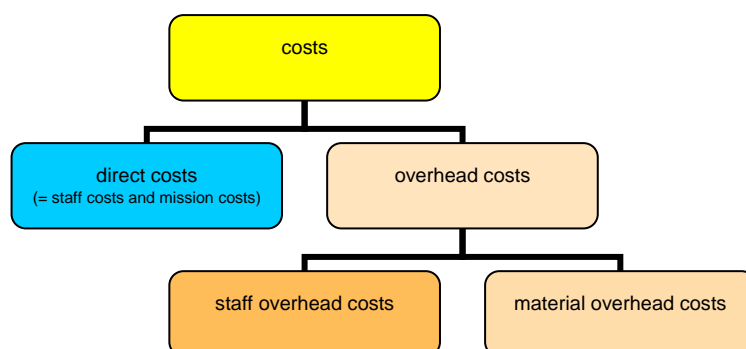 costs
direct costs
(= staff costs and mission costs)
overhead costs
staff overhead costs
material overhead costs